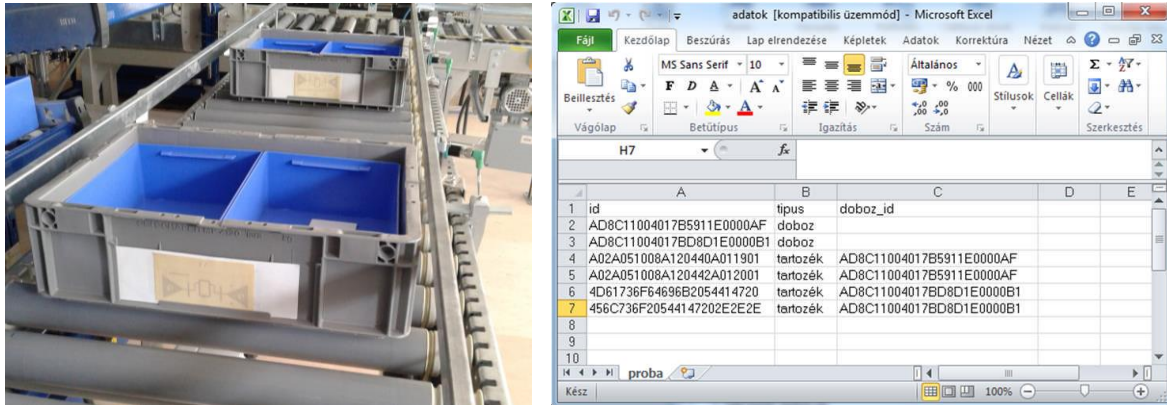 adatok [kompatibilis üzemmód] - Microsoft Excel
Fájl Kezdőlap Beszúrás Lap elrendezése Képletek Adatok Korrektúra Nézet
MS Sans Serif 10 Általános
Beillesztés F D A A A % 000 Stílusok Cellák
Vágólap Betűtípus Igazítás Szám Szerkesztés
H7 fx
A B C D E
1 id tipus doboz_id
2 AD8C11004017B5911E0000AF doboz
3 AD8C11004017BD8D1E0000B1 doboz
4 A02A051008A120440A011901 tartozék AD8C11004017B5911E0000AF
5 A02A051008A120442A012001 tartozék AD8C11004017B5911E0000AF
6 4D61736F64696B2054414720 tartozék AD8C11004017BD8D1E0000B1
7 456C736F20544147202E2E2E tartozék AD8C11004017BD8D1E0000B1
8
9
10
proba
Kész 100%